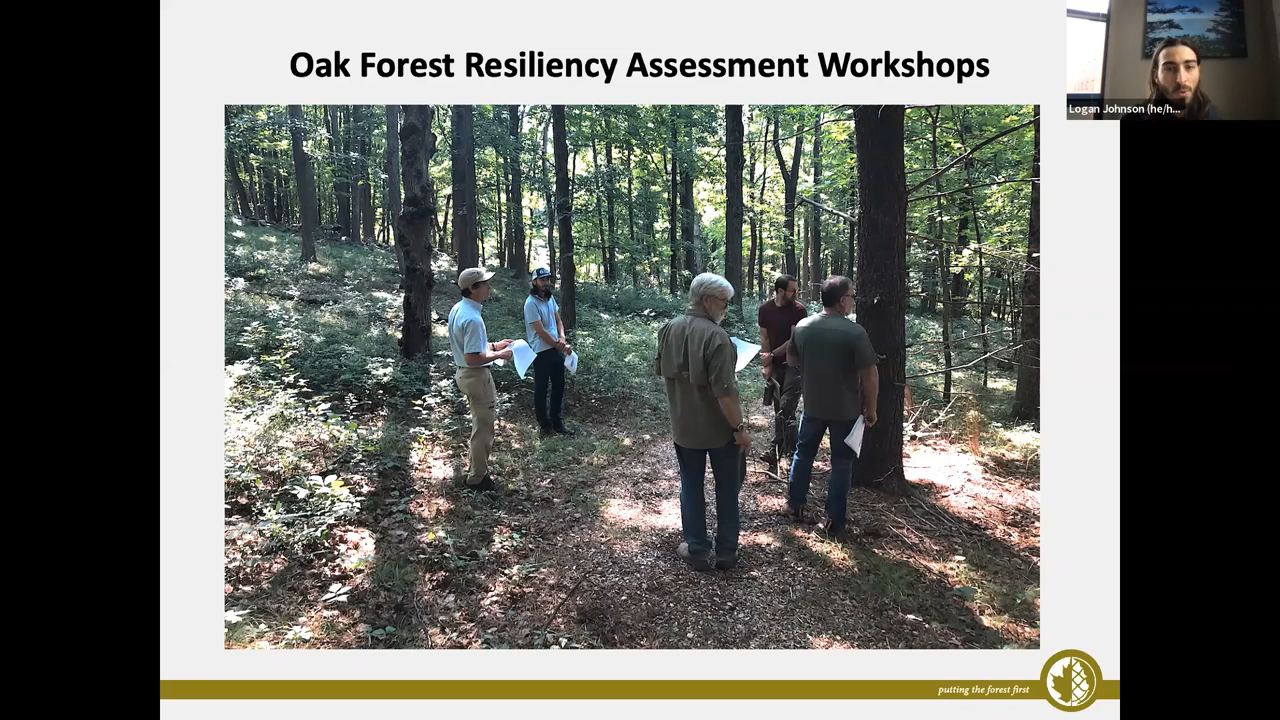 Oak Forest Resiliency Assessment Workshops
Logan Johnson (he/h...
putting the forest first